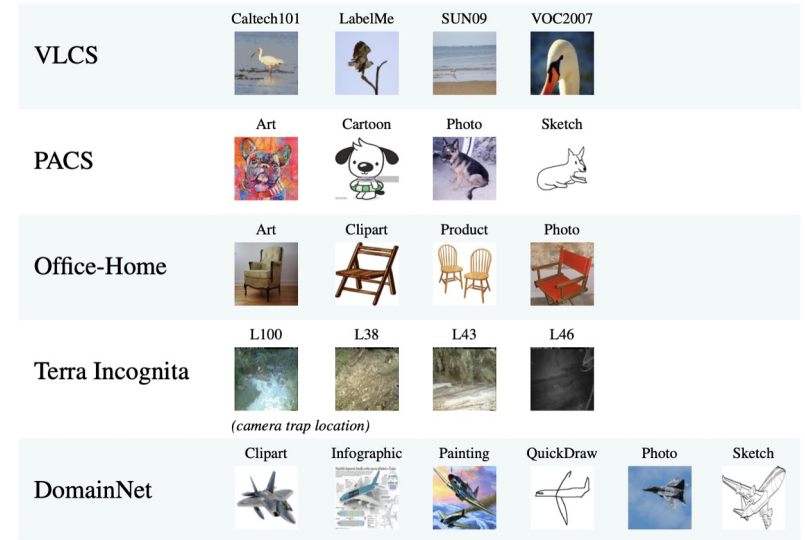 Caltech101 LabelMe SUN09 VOC2007
VLCS
Art Cartoon Photo Sketch
PACS
Art Clipart Product Photo
Office-Home
L100 L38 L43 L46
Terra Incognita
(camera trap location)
Clipart Infographic Painting QuickDraw Photo Sketch
DomainNet